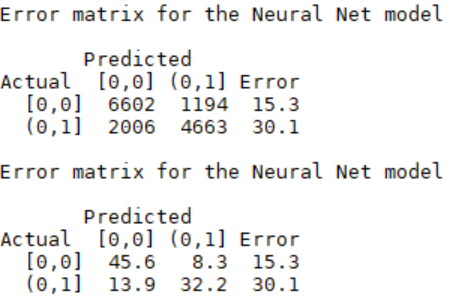 Error matrix for the Neural Net model
Predicted
Actual [0,0] (0,1] Error
[0,0] 6602 1194 15.3
(0,1] 2006 4663 30.1
Error matrix for the Neural Net model
Predicted
Actual [0,0] (0,1] Error
[0,0] 45.6 8.3 15.3
(0,1] 13.9 32.2 30.1